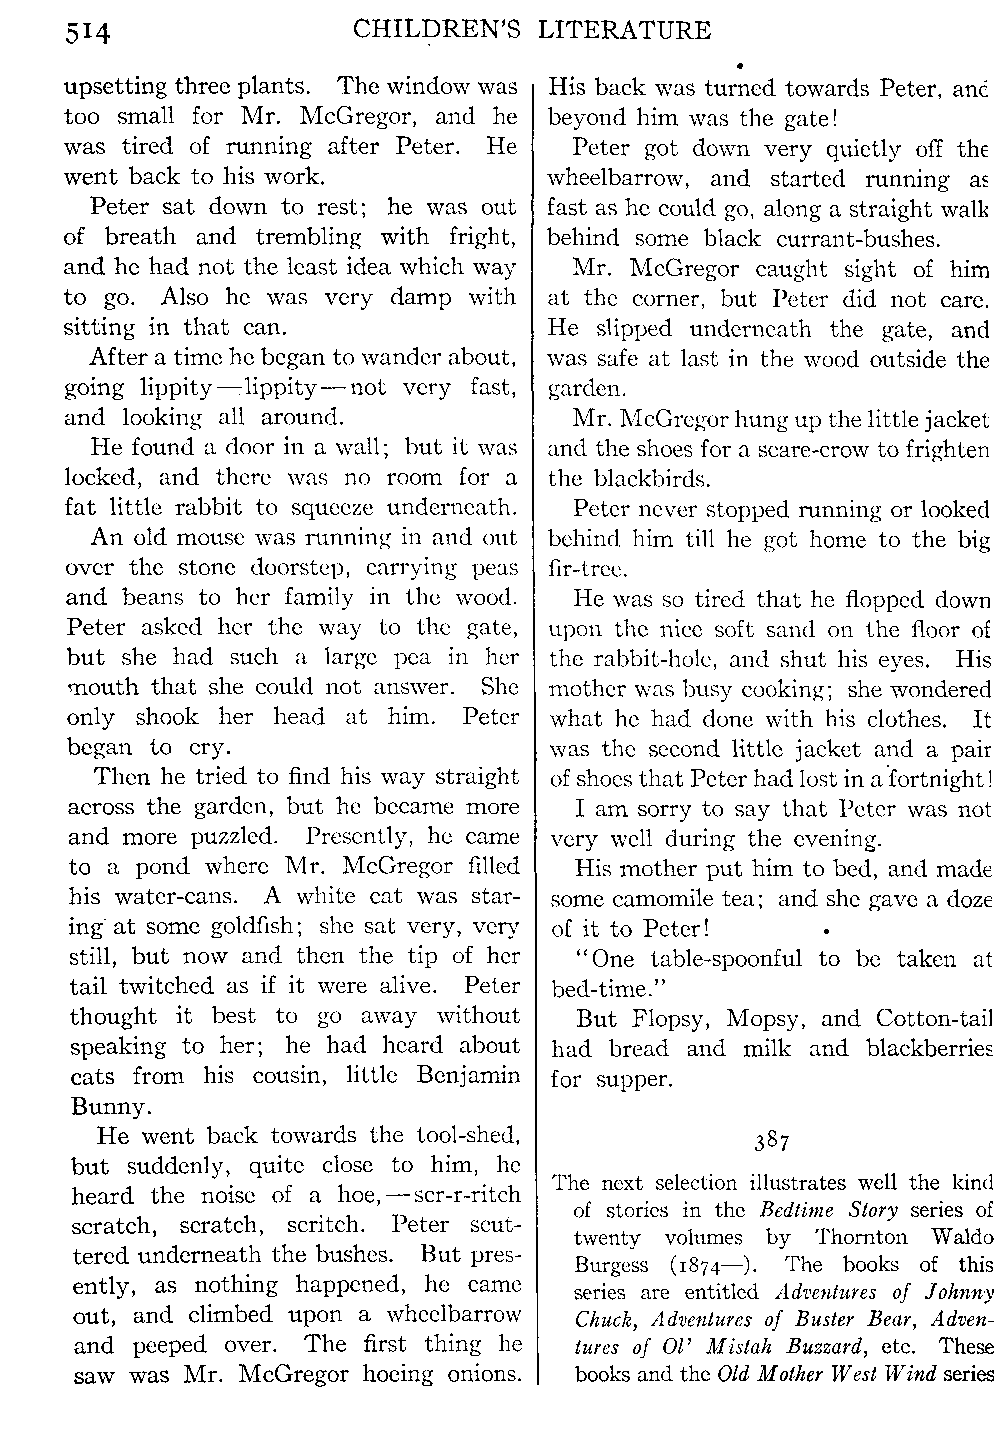 514
CHILDREN'S LITERATURE
upsetting three plants. The window was
too small for Mr. McGregor, and he
was tired of running after Peter. He
went back to his work.
Peter sat down to rest; he was out
of breath and trembling with fright,
and he had not the least idea which way
to go. Also he was very damp with
sitting in that can.
After a time he began to wander about,
going lippity—lippity—not very fast,
and looking all around.
He found a door in a wall; but it was
locked, and there was no room for a
fat little rabbit to squeeze underneath.
An old mouse was running in and out
over the stone doorstep, carrying peas
and beans to her family in the wood.
Peter asked her the way to the gate,
but she had such a large pea in her
mouth that she could not answer. She
only shook her head at him. Peter
began to cry.
Then he tried to find his way straight
across the garden, but he became more
and more puzzled. Presently, he came
to a pond where Mr. McGregor filled
his water-cans. A white cat was star-
ing at some goldfish; she sat very, very
still, but now and then the tip of her
tail twitched as if it were alive. Peter
thought it best to go away without
speaking to her; he had heard about
cats from his cousin, little Benjamin
Bunny.
He went back towards the tool-shed,
but suddenly, quite close to him, he
heard the noise of a hoe,—scr-r-ritch
scratch, scratch, scritch. Peter scut-
tered underneath the bushes. But pres-
ently, as nothing happened, he came
out, and climbed upon a wheelbarrow
and peeped over. The first thing he
saw was Mr. McGregor hoeing onions.
His back was turned towards Peter, and
beyond him was the gate!
Peter got down very quietly off the
wheelbarrow, and started running as
fast as he could go, along a straight walk
behind some black currant-bushes.
Mr. McGregor caught sight of him
at the corner, but Peter did not care.
He slipped underneath the gate, and
was safe at last in the wood outside the
garden.
Mr. McGregor hung up the little jacket
and the shoes for a scare-crow to frighten
the blackbirds.
Peter never stopped running or looked
behind him till he got home to the big
fir-tree.
He was so tired that he flopped down
upon the nice soft sand on the floor of
the rabbit-hole, and shut his eyes. His
mother was busy cooking; she wondered
what he had done with his clothes. It
was the second little jacket and a pair
of shoes that Peter had lost in a fortnight!
I am sorry to say that Peter was not
very well during the evening.
His mother put him to bed, and made
some camomile tea; and she gave a doze
of it to Peter!
"One table-spoonful to be taken at
bed-time."
But Flopsy, Mopsy, and Cotton-tail
had bread and milk and blackberries
for supper.
387
The next selection illustrates well the kind
of stories in the Bedtime Story series of
twenty volumes by Thornton Waldo
Burgess (1874—). The books of this
series are entitled Adventures of Johnny
Chuck, Adventures of Buster Bear, Adven-
tures of Ol' Mistah Buzzard, etc. These
books and the Old Mother West Wind series